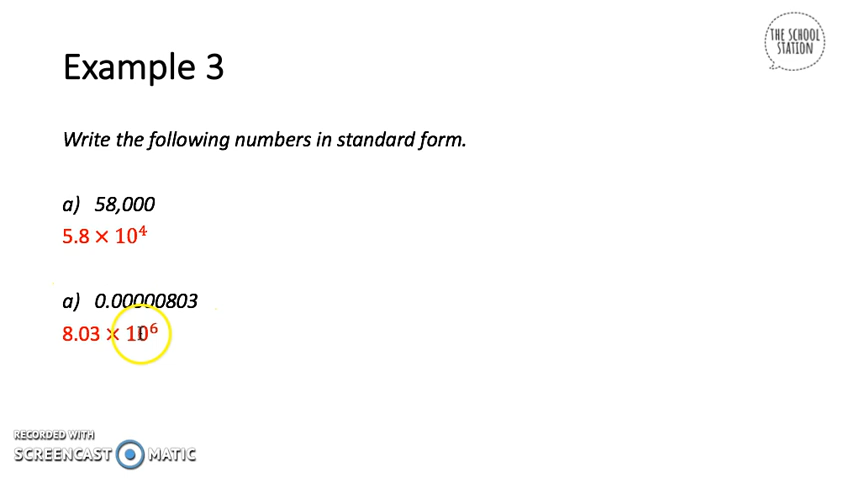 THE SCHOOL
STATION
Example 3
Write the following numbers in standard form.
a) 58,000
5.8 × 10⁴
a) 0.00000803
8.03 × 10⁶
RECORDED WITH
SCREENCAST MATIC